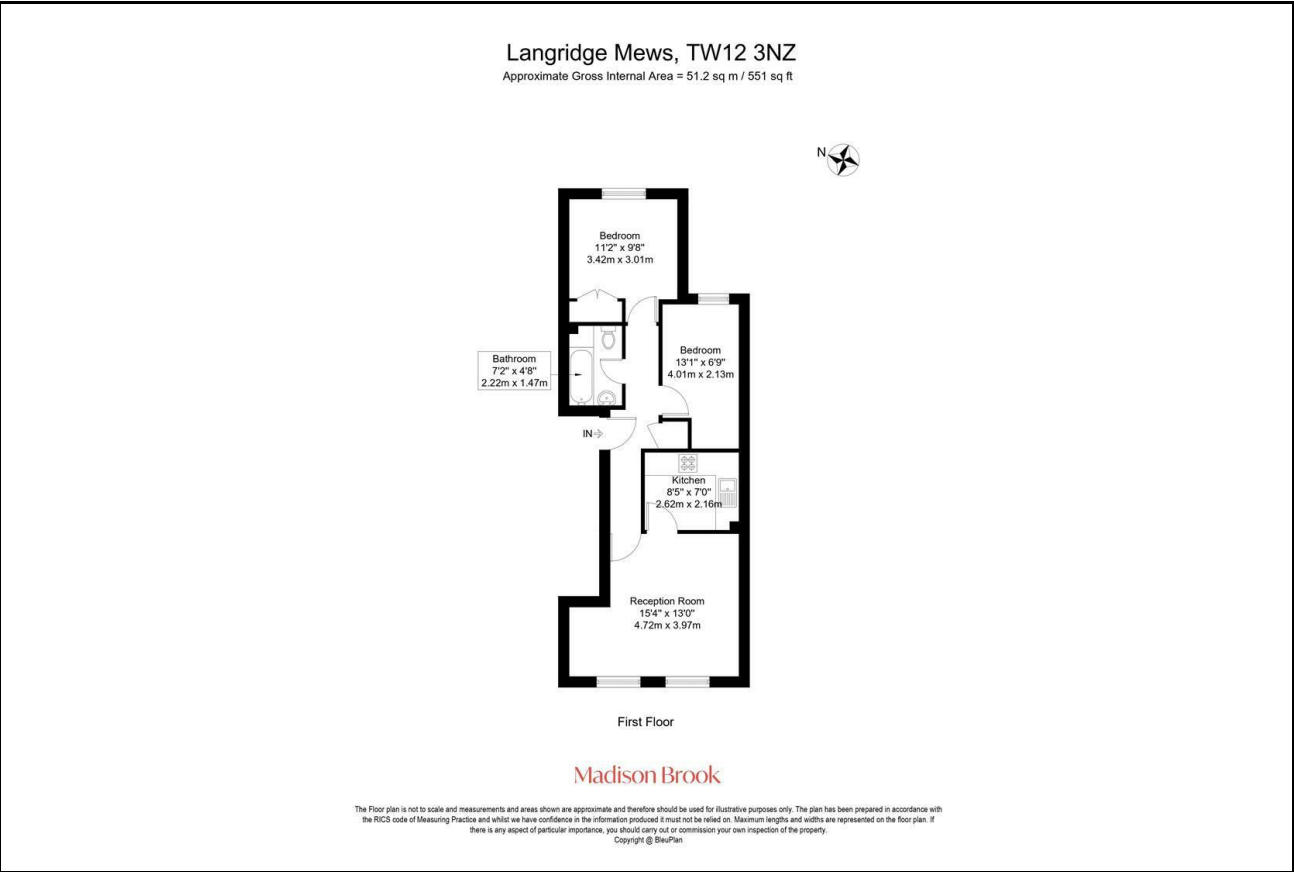 Langridge Mews, TW12 3NZ
Approximate Gross Internal Area = 51.2 sq m / 551 sq ft
N
Bedroom
11'2" x 9'8"
3.42m x 3.01m
Bedroom
13'1" x 6'9"
4.01m x 2.13m
Bathroom
7'2" x 4'8"
2.22m x 1.47m
IN
Kitchen
8'5" x 7'0"
2.62m x 2.16m
Reception Room
15'4" x 13'0"
4.72m x 3.97m
First Floor
Madison Brook
The Floor plan is not to scale and measurements and areas shown are approximate and therefore should be used for illustrative purposes only. The plan has been prepared in accordance with
the RICS code of Measuring Practice and whilst we have confidence in the information produced it must not be relied on. Maximum lengths and widths are represented on the floor plan. If
there is any aspect of particular importance, you should carry out or commission your own inspection of the property.
Copyright @ BleuPlan